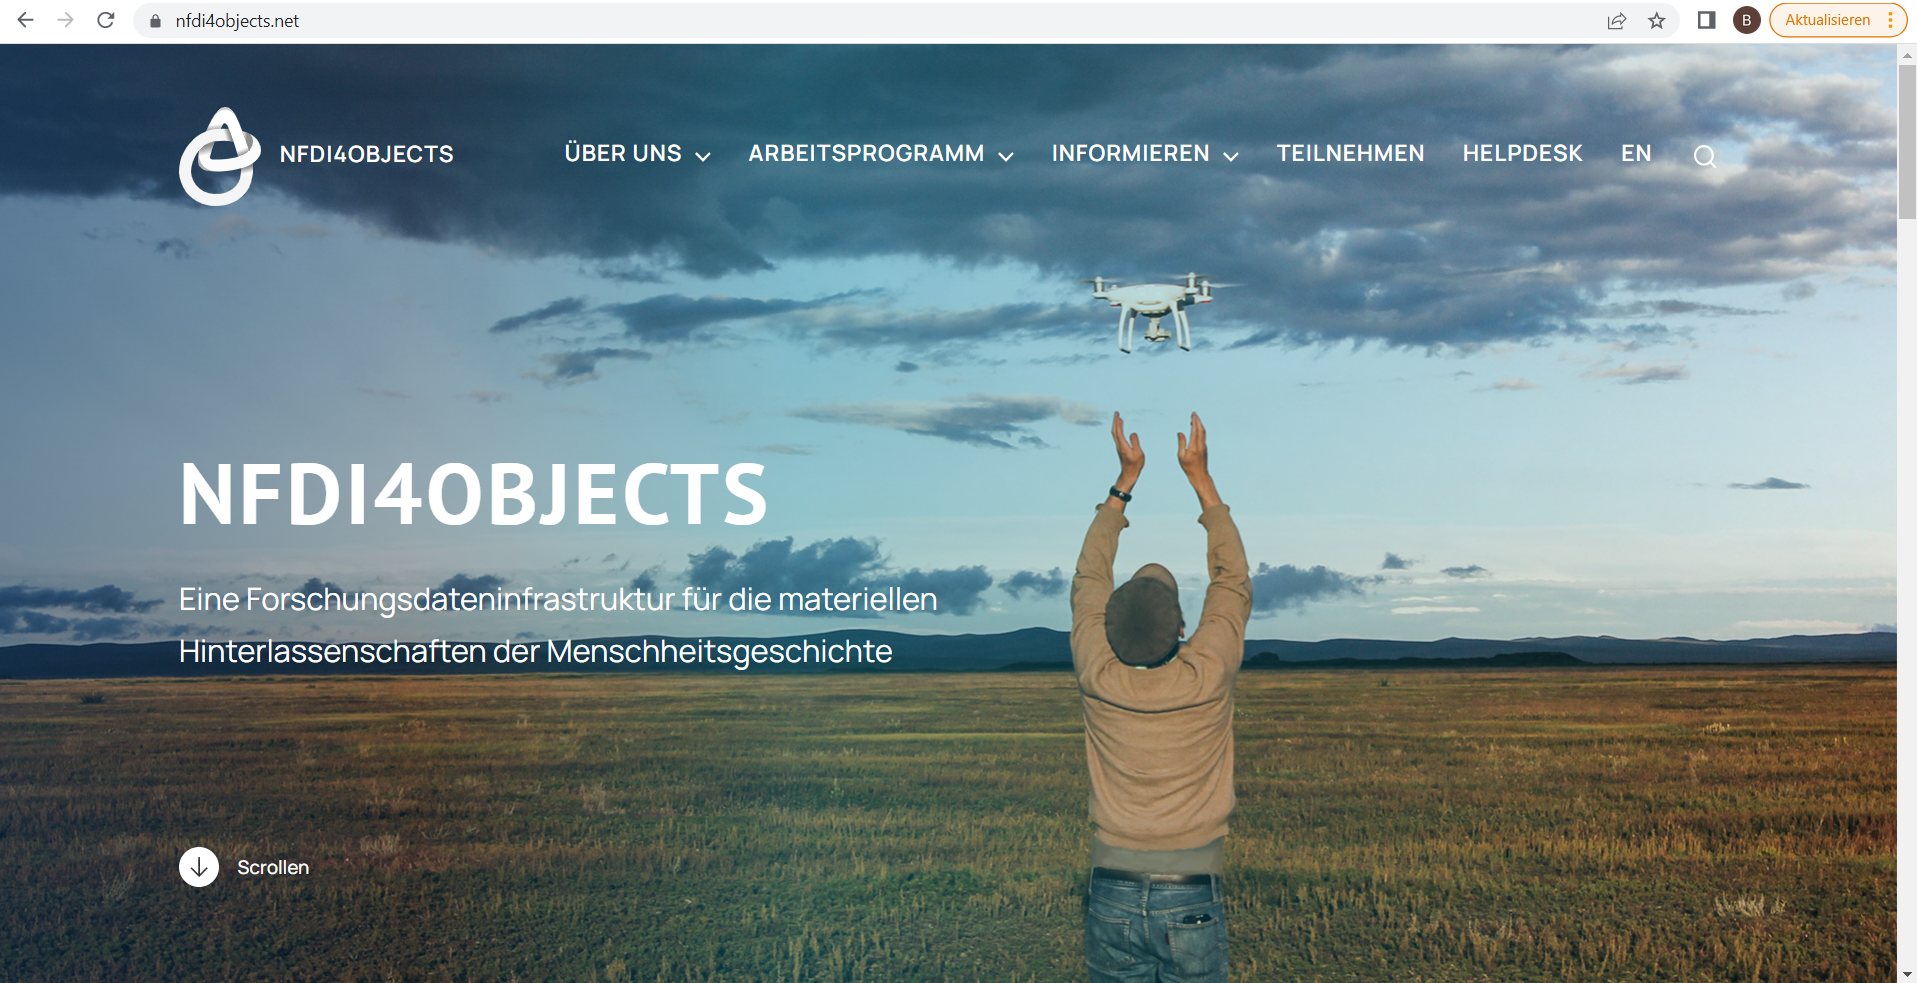 nfdi4objects.net
B
Aktualisieren
NFDI4OBJECTS
ÜBER UNS
ARBEITSPROGRAMM
INFORMIEREN
TEILNEHMEN
HELPDESK
EN
NFDI4OBJECTS
Eine Forschungsdateninfrastruktur für die materiellen
Hinterlassenschaften der Menschheitsgeschichte
Scrollen